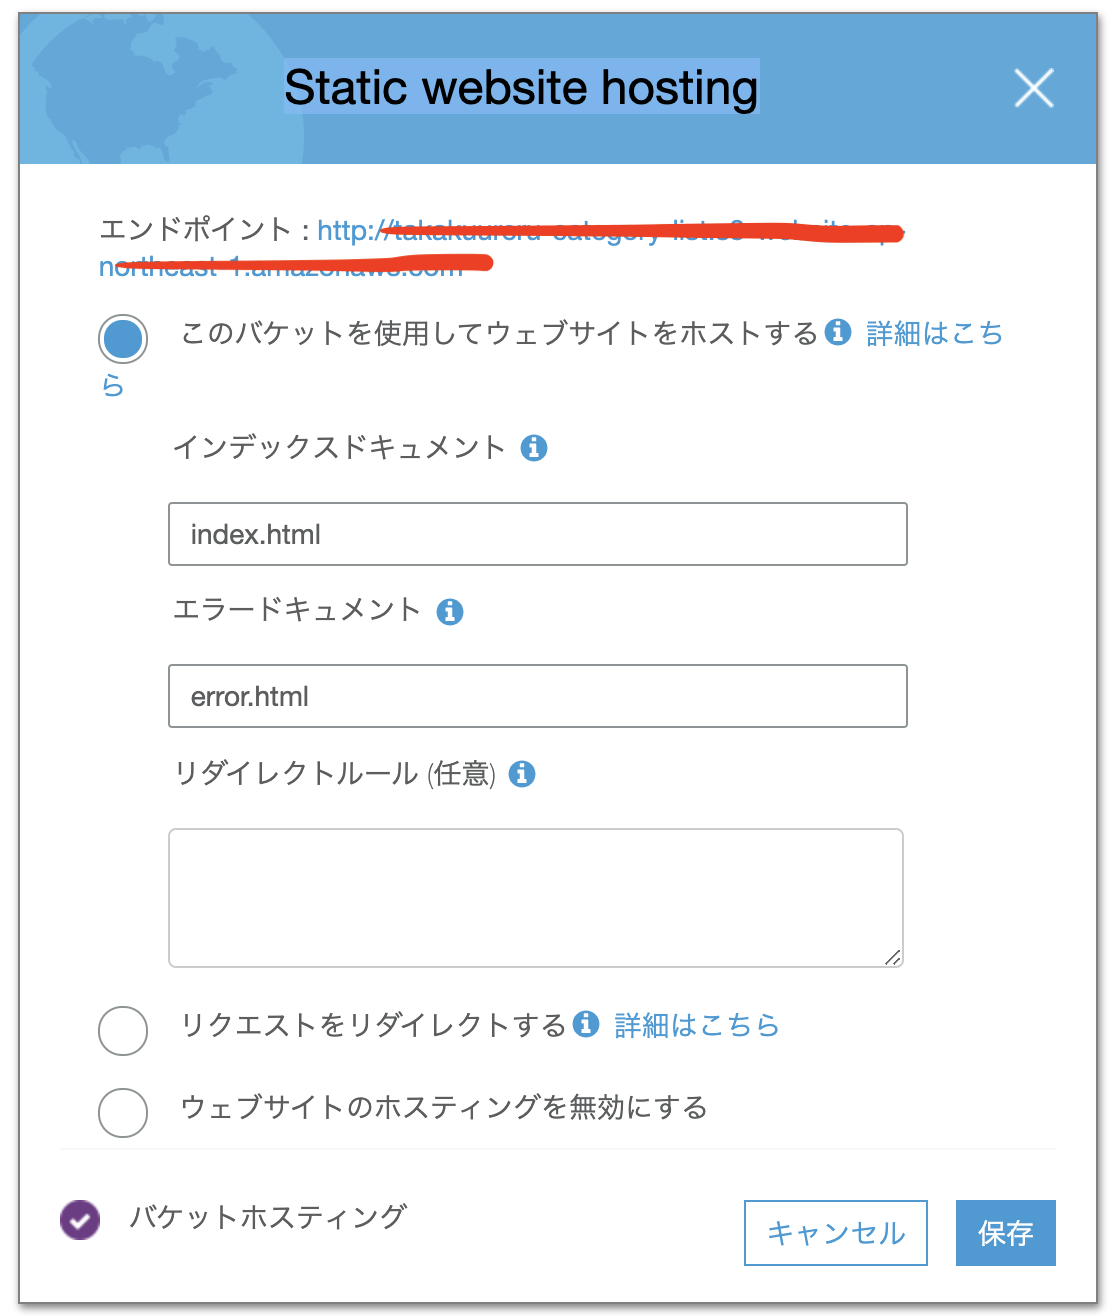 Static website hosting
エンドポイント : http://

このバケットを使用してウェブサイトをホストする 詳細はこち
ら
インデックスドキュメント
index.html
エラードキュメント
error.html
リダイレクトルール (任意)
リクエストをリダイレクトする 詳細はこちら
ウェブサイトのホスティングを無効にする
バケットホスティング
キャンセル
保存